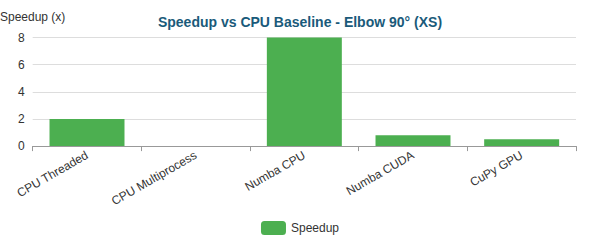 Speedup (x)
Speedup vs CPU Baseline - Elbow 90° (XS)
8
6
4
2
0
CPU Threaded
CPU Multiprocess
Numba CPU
Numba CUDA
CuPy GPU
Speedup